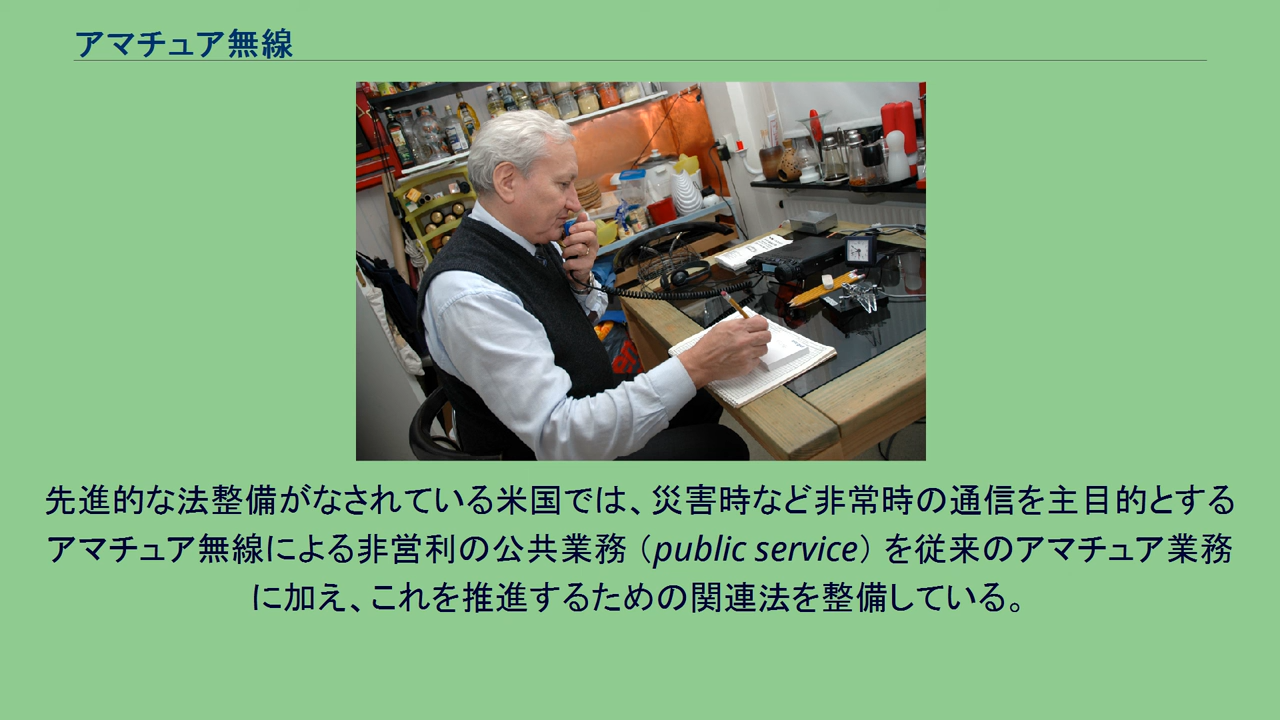 アマチュア無線
先進的な法整備がなされている米国では、災害時など非常時の通信を主目的とする
アマチュア無線による非営利の公共業務（public service）を従来のアマチュア業務
に加え、これを推進するための関連法を整備している。